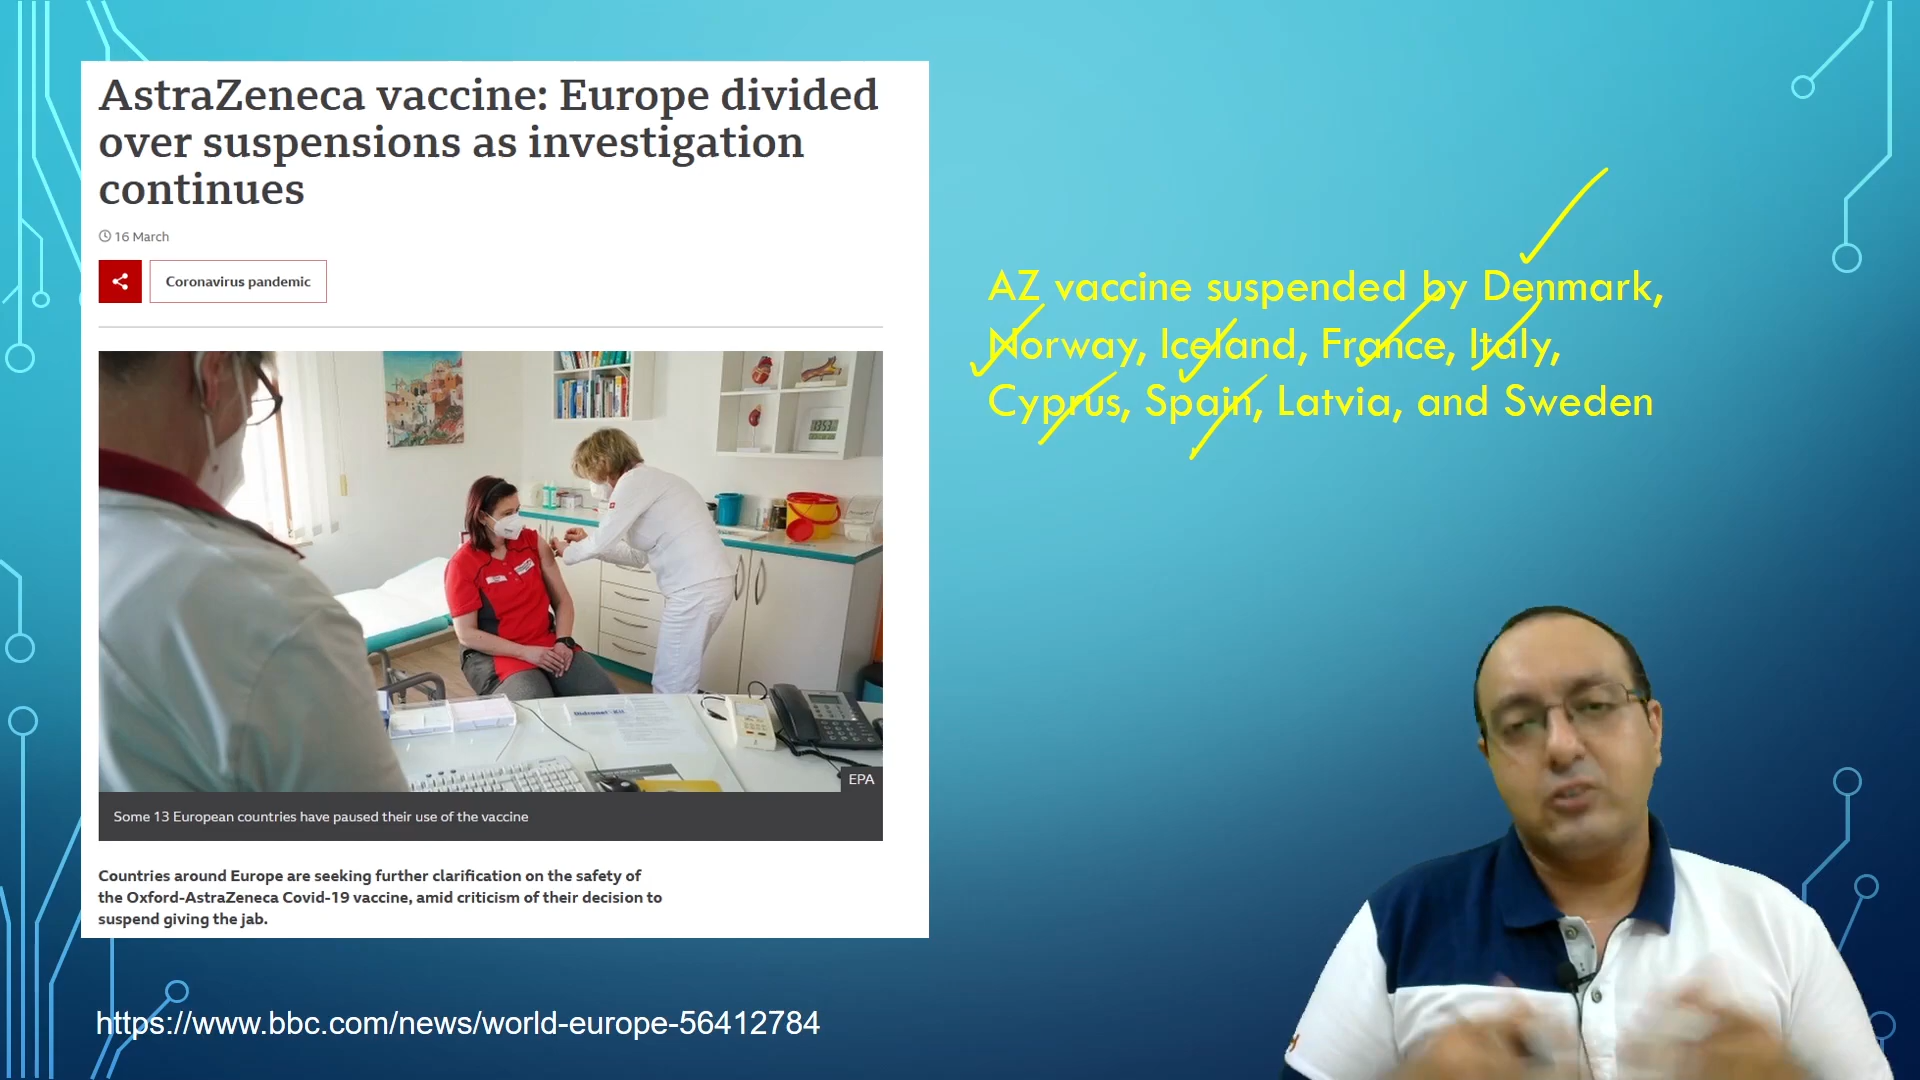 AstraZeneca vaccine: Europe divided
over suspensions as investigation
continues
16 March
Coronavirus pandemic
EPA
Some 13 European countries have paused their use of the vaccine
Countries around Europe are seeking further clarification on the safety of
the Oxford-AstraZeneca Covid-19 vaccine, amid criticism of their decision to
suspend giving the jab.
https://www.bbc.com/news/world-europe-56412784
AZ vaccine suspended by Denmark,
Norway, Iceland, France, Italy,
Cyprus, Spain, Latvia, and Sweden